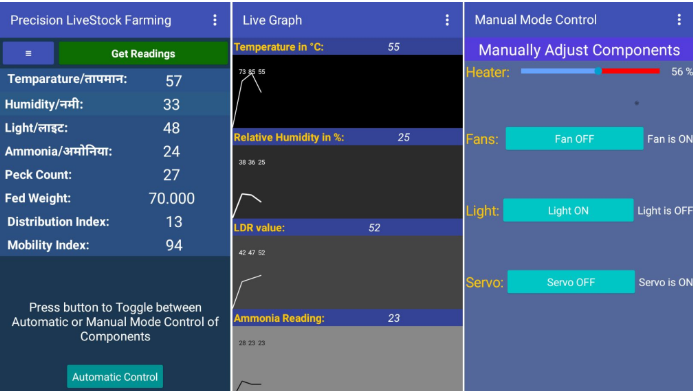 Precision LiveStock Farming
≡
Get Readings
Temparature/तापमान: 57
Humidity/नमी: 33
Light/लाइट: 48
Ammonia/अमोनिया: 24
Peck Count: 27
Fed Weight: 70.000
Distribution Index: 13
Mobility Index: 94
Press button to Toggle between
Automatic or Manual Mode Control of
Components
Automatic Control
Live Graph
Temperature in °C: 55
73 85 55
Relative Humidity in %: 25
38 36 25
LDR value: 52
42 47 52
Ammonia Reading: 23
28 23 23
Manual Mode Control
Manually Adjust Components
Heater: 56 %
Fans: Fan OFF Fan is ON
Light: Light ON Light is OFF
Servo: Servo OFF Servo is ON